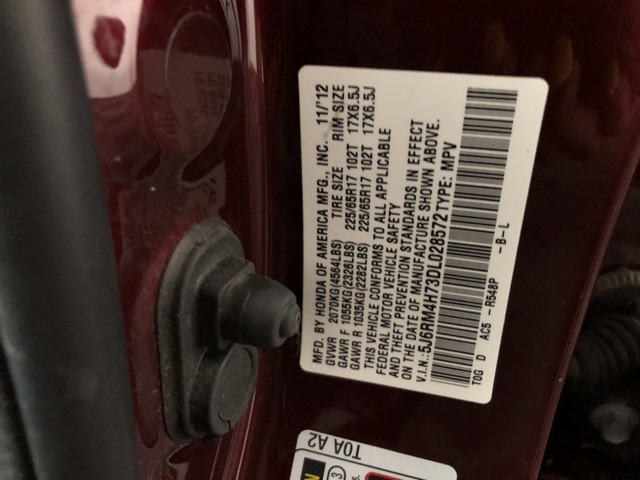 MFD. BY HONDA OF AMERICA MFG., INC. 11/'12
GVWR 2070KG(4564LBS) TIRE SIZE RIM SIZE
GAWR F 1055KG(2326LBS) 225/65R17 102T 17X6.5J
GAWR R 1035KG(2282LBS) 225/65R17 102T 17X6.5J
THIS VEHICLE CONFORMS TO ALL APPLICABLE
FEDERAL MOTOR VEHICLE SAFETY
AND THEFT PREVENTION STANDARDS IN EFFECT
ON THE DATE OF MANUFACTURE SHOWN ABOVE.
V.I.N.: 5J6RM4H73DL028572 TYPE: MPV
TOG D AC5 -R548P -B-L
T0A A2
3